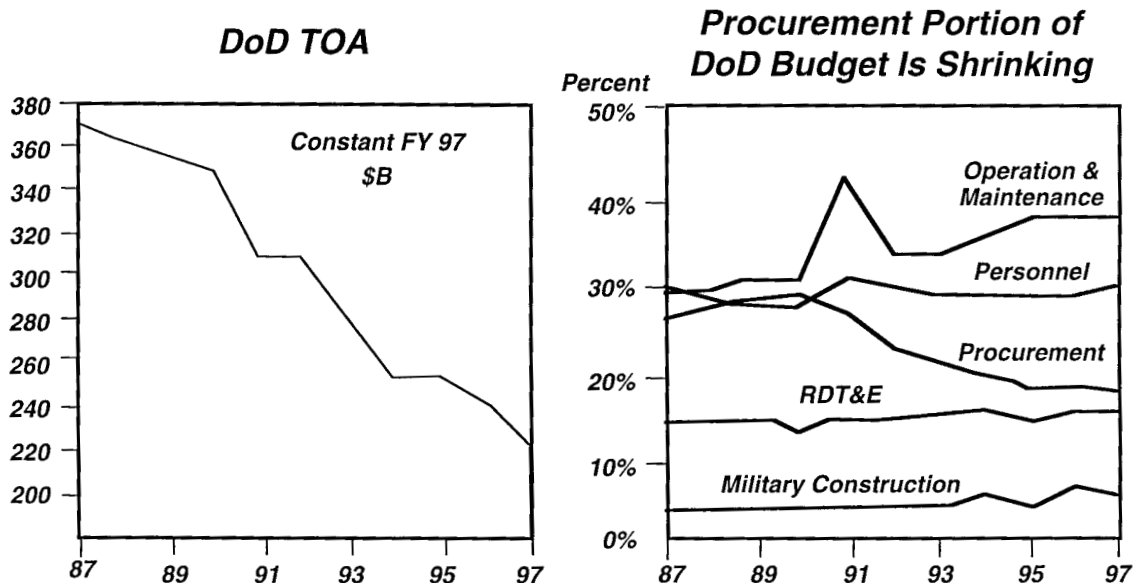 DoD TOA
380
360
340
320
300
280
260
240
220
200
Constant FY 97
$B
87 89 91 93 95 97
Procurement Portion of
DoD Budget Is Shrinking
Percent
50%
40%
30%
20%
10%
0%
Operation &
Maintenance
Personnel
Procurement
RDT&E
Military Construction
87 89 91 93 95 97